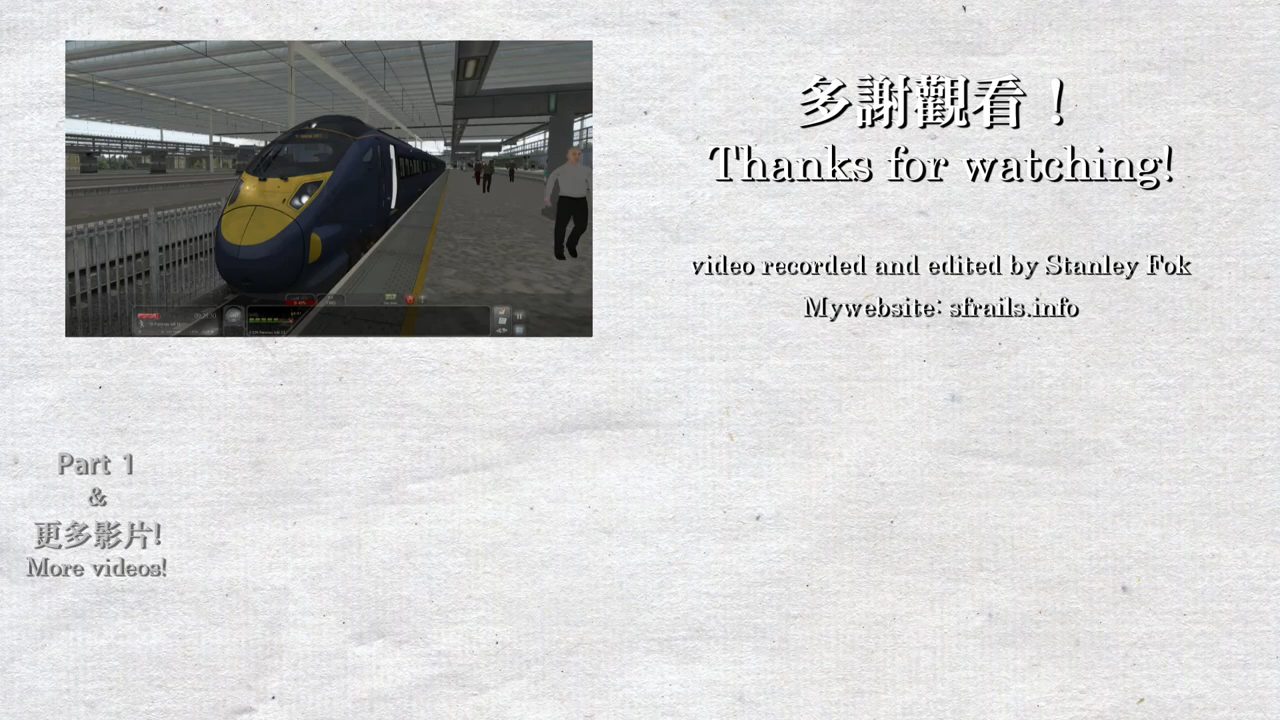 多謝觀看！
Thanks for watching!
video recorded and edited by Stanley Fok
Mywebsite: sfrails.info
Part 1
&
更多影片!
More videos!